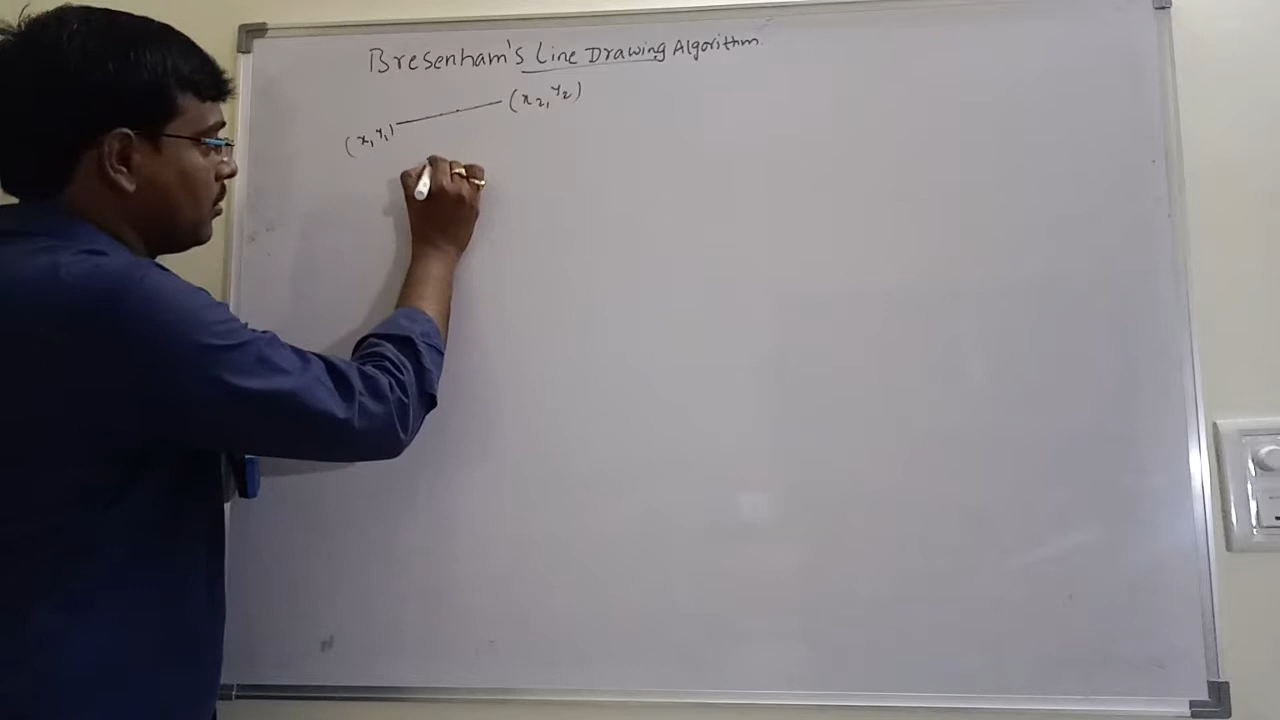 Bresenham's Line Drawing Algorithm.
(x₂, y₂)
(x₁ y₁)